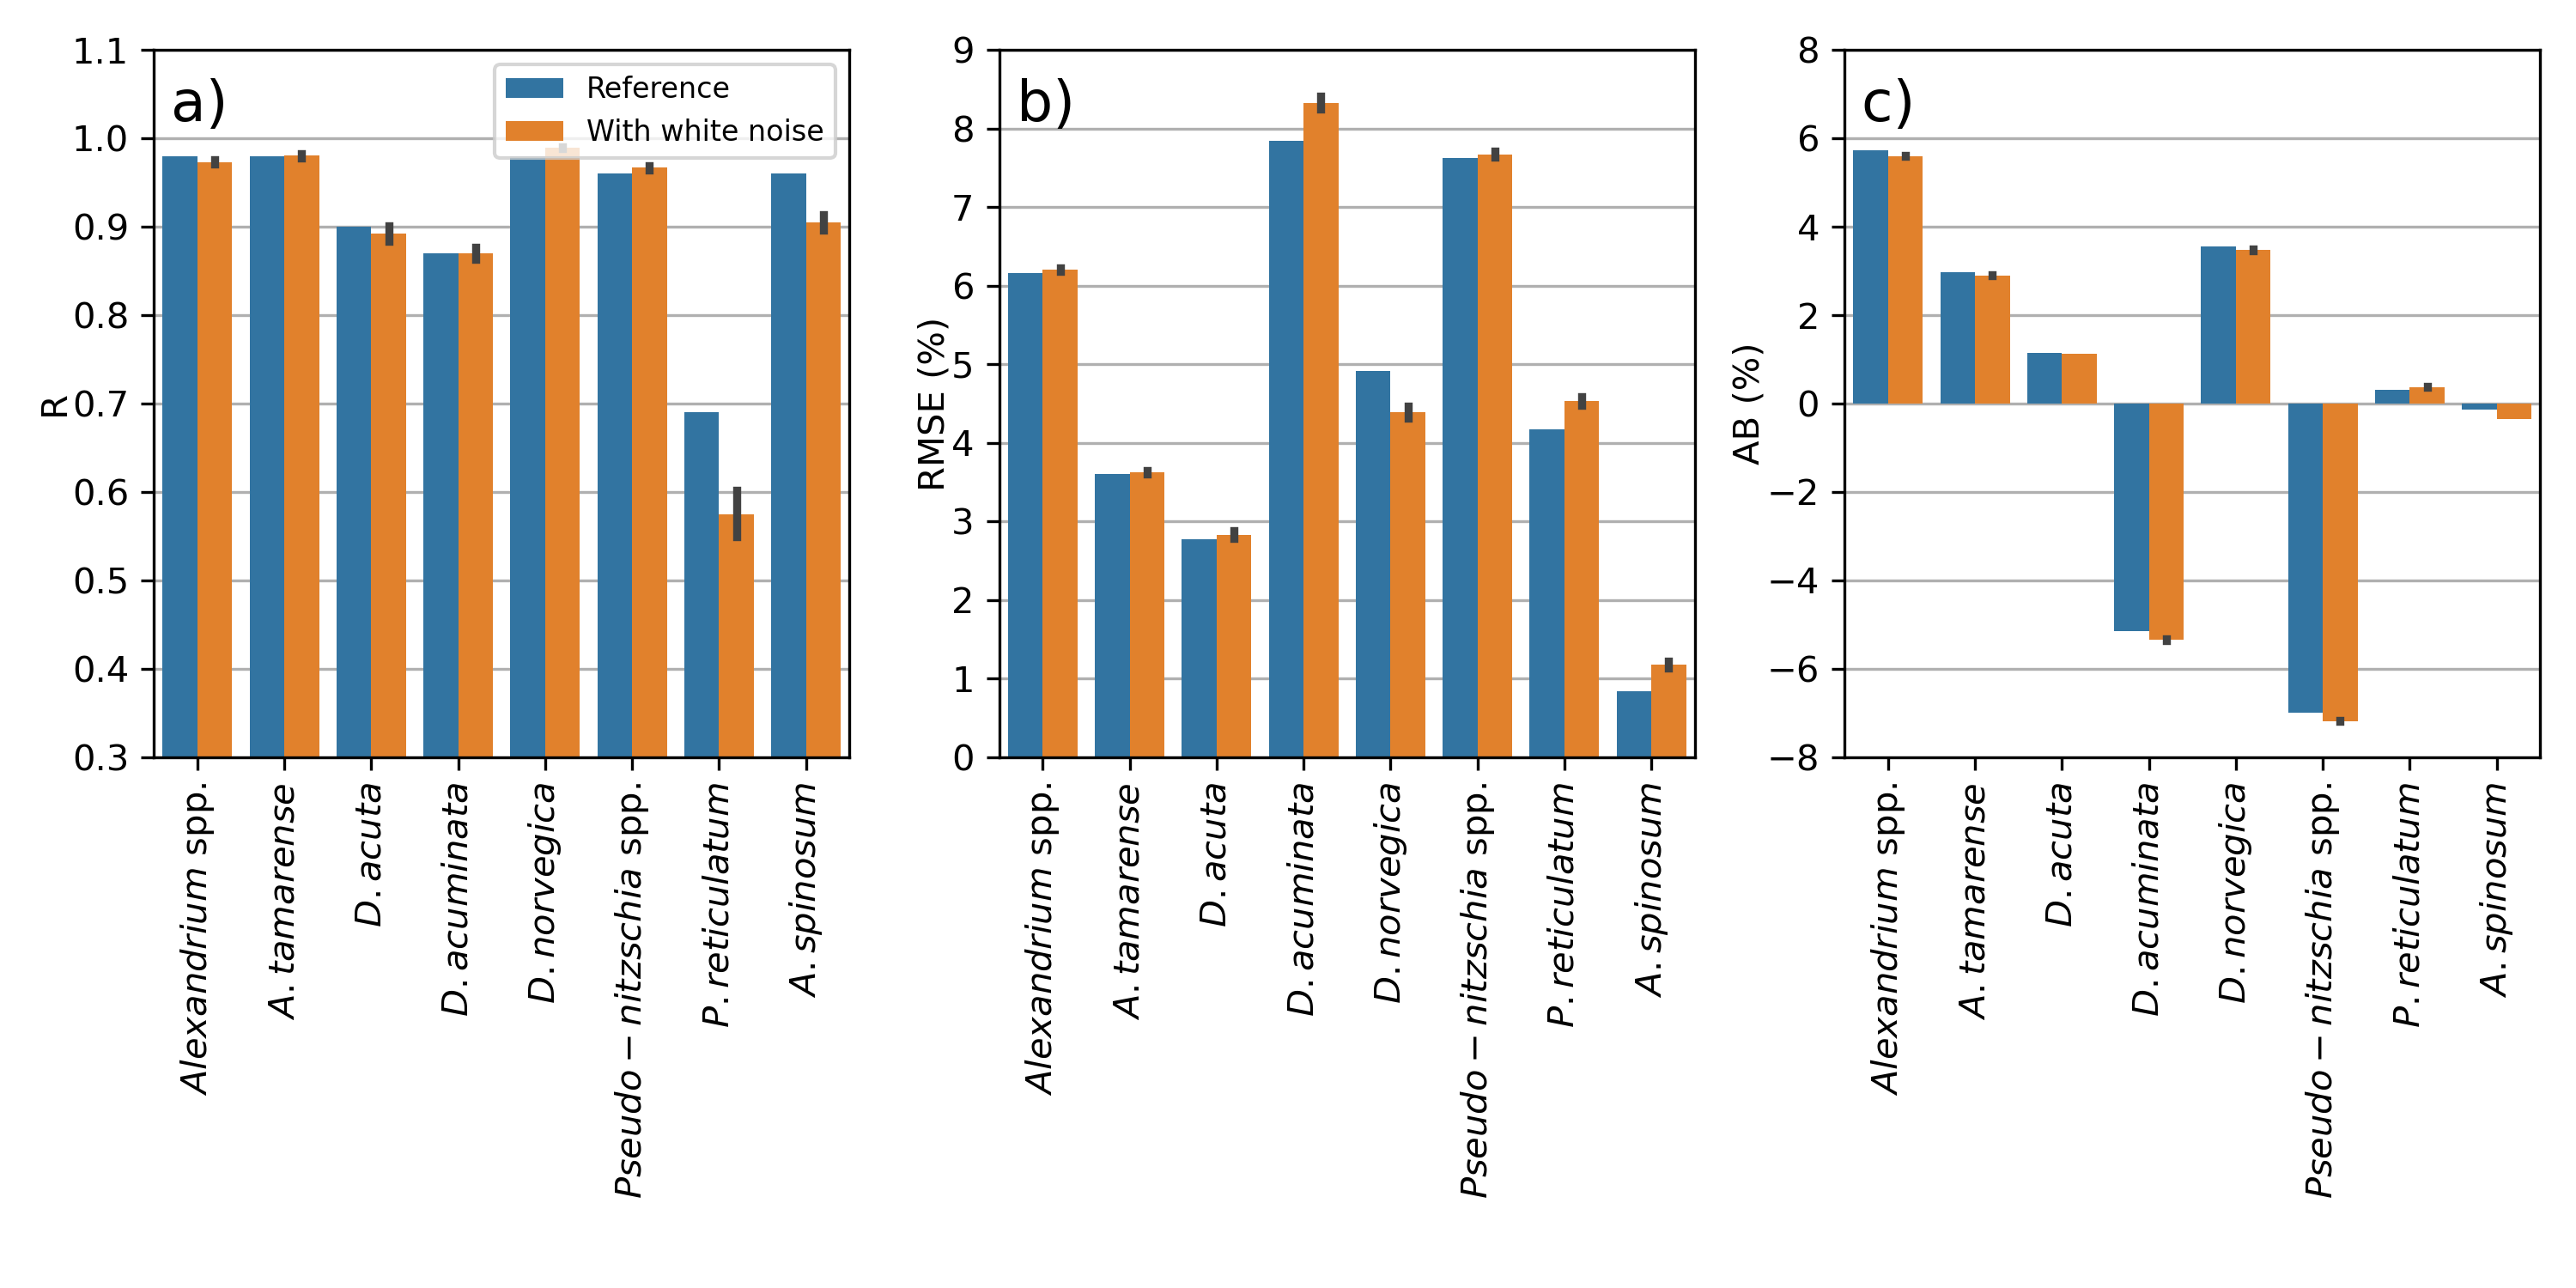 a)
Reference
With white noise
R
1.1
1.0
0.9
0.8
0.7
0.6
0.5
0.4
0.3
Alexandrium spp.
A. tamarense
D. acuta
D. acuminata
D. norvegica
Pseudo − nitzschia spp.
P. reticulatum
A. spinosum
b)
RMSE (%)
9
8
7
6
5
4
3
2
1
0
Alexandrium spp.
A. tamarense
D. acuta
D. acuminata
D. norvegica
Pseudo − nitzschia spp.
P. reticulatum
A. spinosum
c)
AB (%)
8
6
4
2
0
−2
−4
−6
−8
Alexandrium spp.
A. tamarense
D. acuta
D. acuminata
D. norvegica
Pseudo − nitzschia spp.
P. reticulatum
A. spinosum